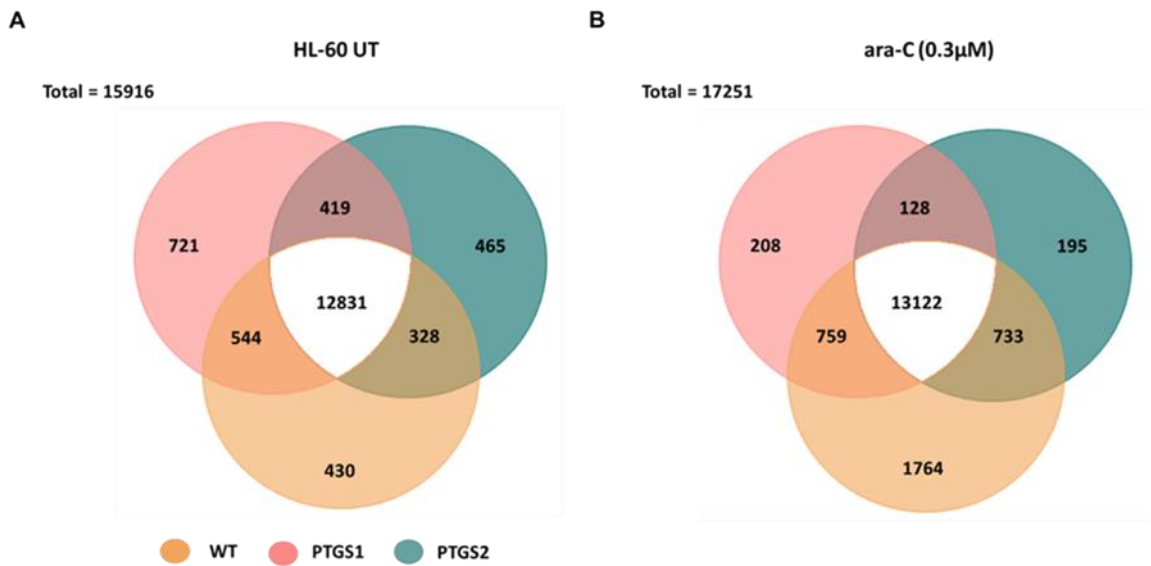 A
HL-60 UT
Total = 15916
419
721
465
12831
544
328
430
WT
PTGS1
PTGS2
B
ara-C (0.3µM)
Total = 17251
128
208
195
13122
759
733
1764